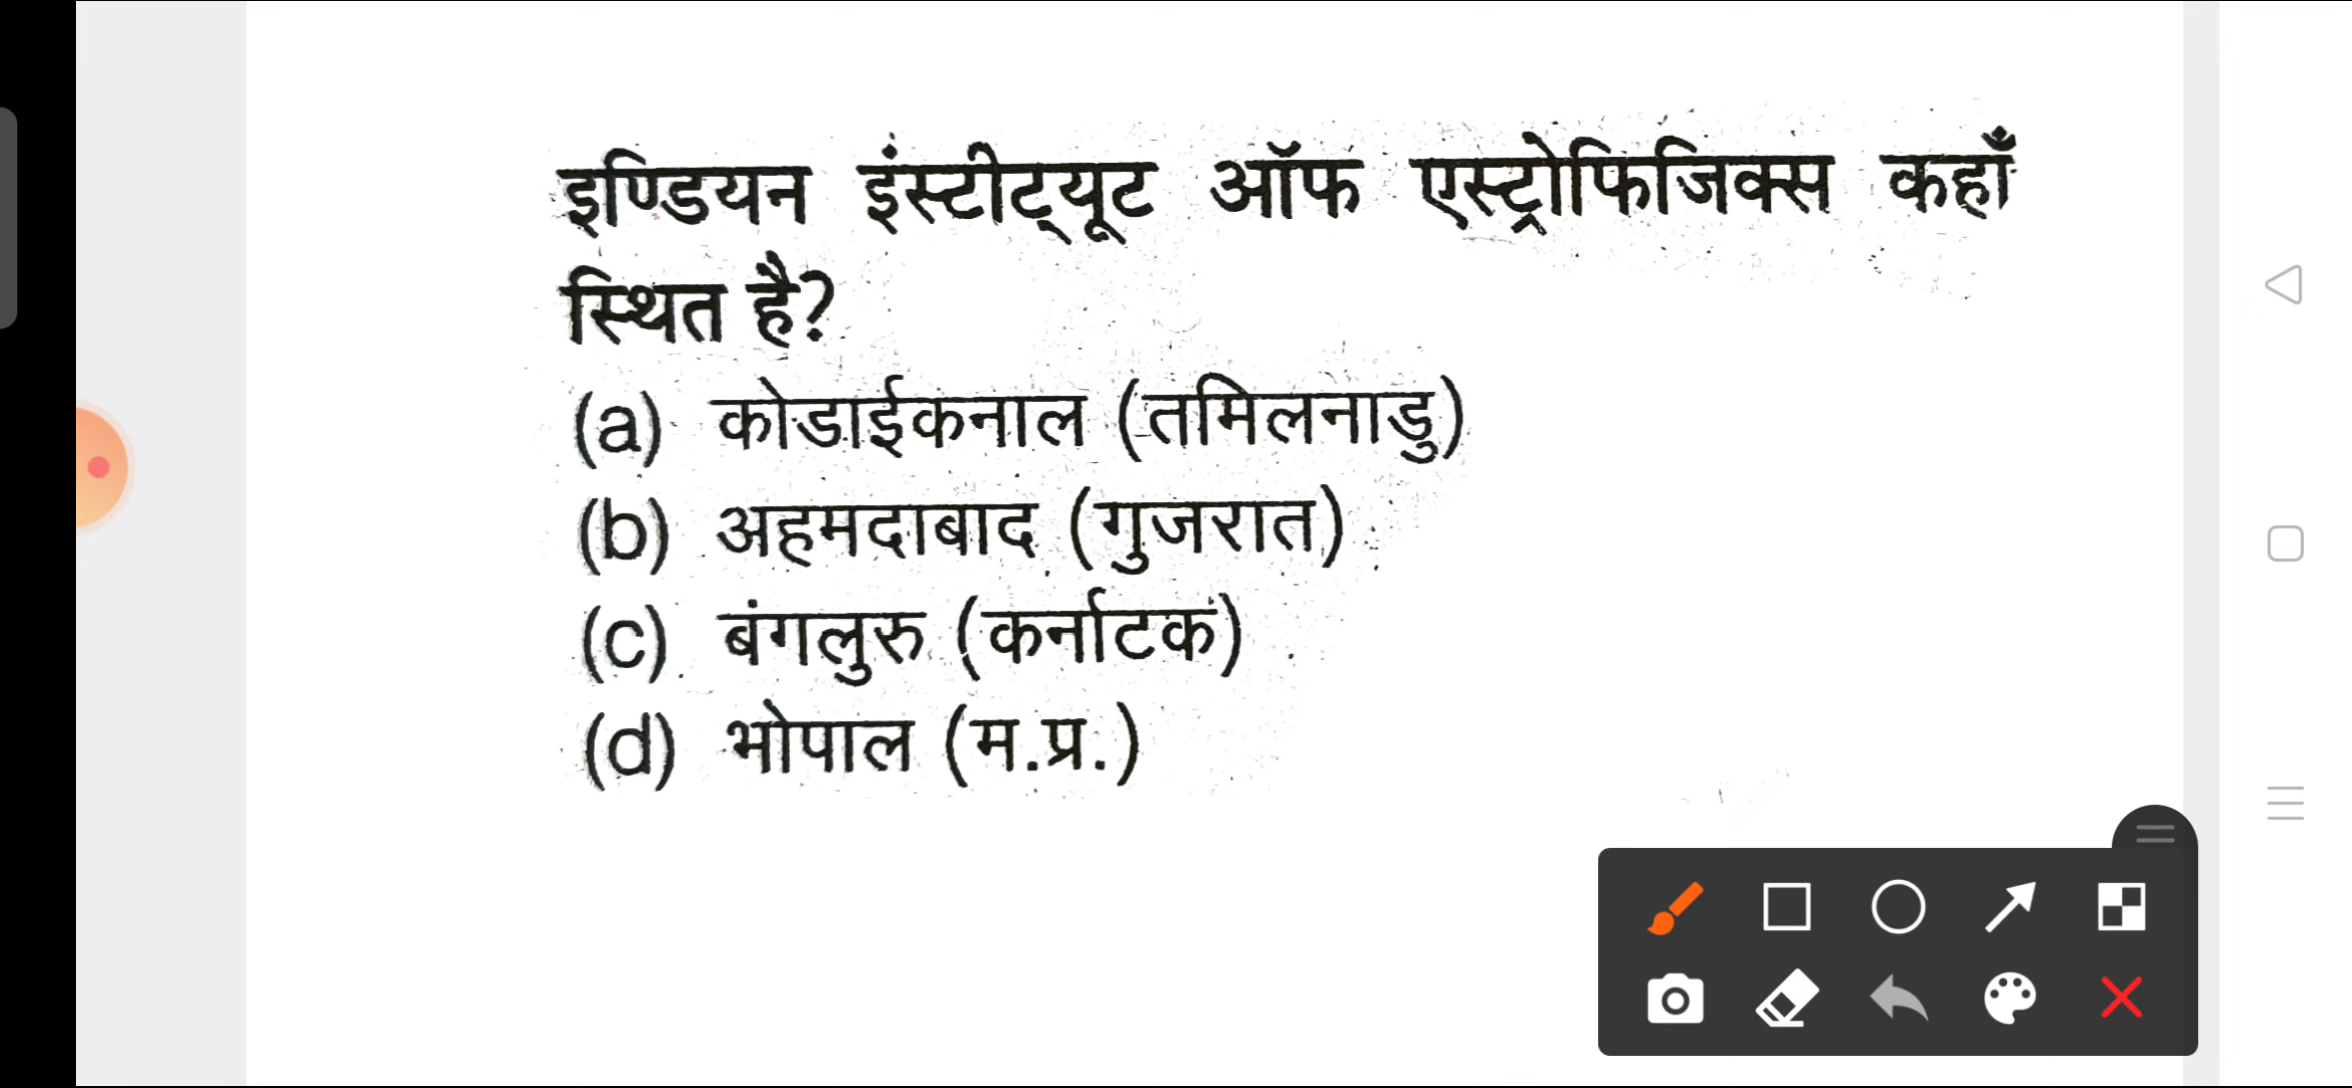 इण्डियन इंस्टीट्यूट ऑफ एस्ट्रोफिजिक्स कहाँ
स्थित है?
(a) कोडाईकनाल (तमिलनाडु)
(b) अहमदाबाद (गुजरात)
(c) बंगलुरु (कर्नाटक)
(d) भोपाल (म.प्र.)